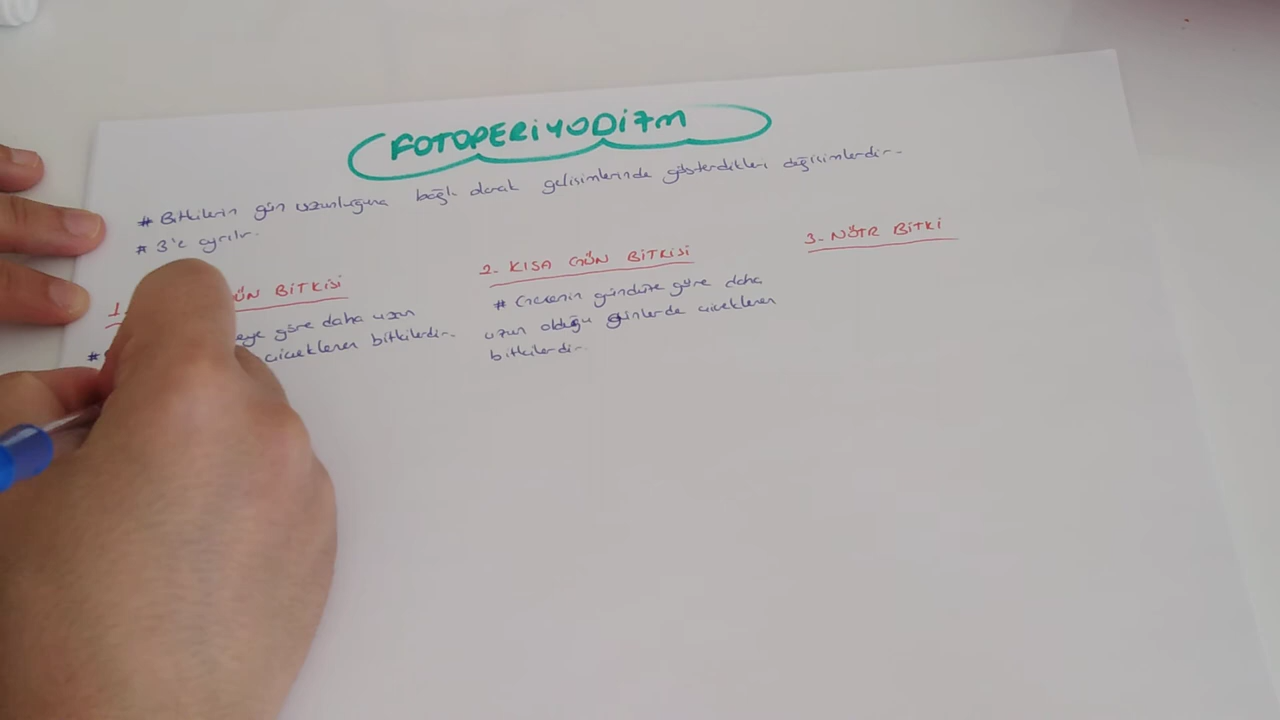 FOTOPERİYODİZM
# Bitkilerin gün uzunluğuna bağlı olarak gelişimlerinde gösterdikleri değişimlerdir.
# 3'e ayrılır.
1. ÜN BİTKİSİ
eye göre daha uzun
# çiçeklenen bitkilerdir.
2. KISA GÜN BİTKİSİ
# Gecenin gündüze göre daha
uzun olduğu günlerde çiçeklenen
bitkilerdir.
3- NÖTR BİTKİ